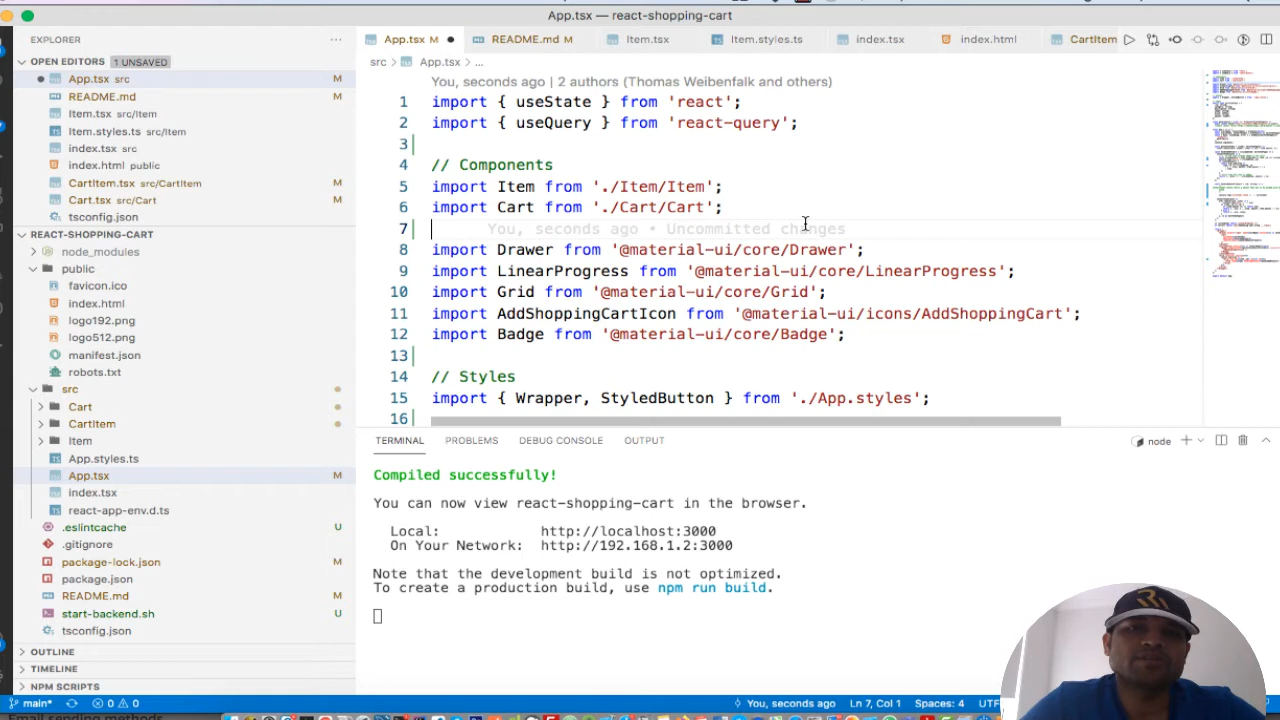 App.tsx — react-shopping-cart
EXPLORER
OPEN EDITORS 1 UNSAVED
App.tsx src M
README.md M
Item.tsx src/Item
Item.styles.ts src/Item
index.tsx src
index.html public
CartItem.tsx src/CartItem M
Cart.tsx src/Cart M
tsconfig.json
REACT-SHOPPING-CART
node_modules
public
favicon.ico
index.html
logo192.png
logo512.png
manifest.json
robots.txt
src
Cart
CartItem
Item
App.styles.ts
App.tsx M
index.tsx
react-app-env.d.ts
.eslintcache U
.gitignore
package-lock.json M
package.json
README.md M
start-backend.sh U
tsconfig.json
OUTLINE
TIMELINE
NPM SCRIPTS
App.tsx M README.md M Item.tsx Item.styles.ts index.tsx index.html CartItem
src App.tsx ...
You, seconds ago | 2 authors (Thomas Weibenfalk and others)
1 import { useState } from 'react';
2 import { useQuery } from 'react-query';
3
4 // Components
5 import Item from './Item/Item';
6 import Cart from './Cart/Cart';
7 You, seconds ago • Uncommitted changes
8 import Drawer from '@material-ui/core/Drawer';
9 import LinearProgress from '@material-ui/core/LinearProgress';
10 import Grid from '@material-ui/core/Grid';
11 import AddShoppingCartIcon from '@material-ui/icons/AddShoppingCart';
12 import Badge from '@material-ui/core/Badge';
13
14 // Styles
15 import { Wrapper, StyledButton } from './App.styles';
16
TERMINAL PROBLEMS DEBUG CONSOLE OUTPUT node
Compiled successfully!
You can now view react-shopping-cart in the browser.
Local: http://localhost:3000
On Your Network: http://192.168.1.2:3000
Note that the development build is not optimized.
To create a production build, use npm run build.
main* 0 0 You, seconds ago Ln 7, Col 1 Spaces: 4 UTF
Email sending methods